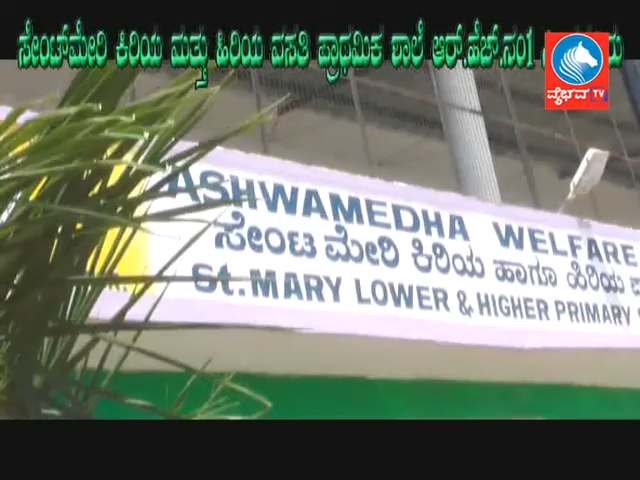 ಸೇಂಟ್‌ಮೇರಿ ಕಿರಿಯ ಮತ್ತು ಹಿರಿಯ ವಸತಿ ಪ್ರಾಥಮಿಕ ಶಾಲೆ ಆರ್.ಹೆಚ್.ನಂ1
ವೈಭವ TV
ASHWAMEDHA WELFARE
ಸೇಂಟ ಮೇರಿ ಕಿರಿಯ ಹಾಗೂ ಹಿರಿಯ
St. MARY LOWER & HIGHER PRIMARY